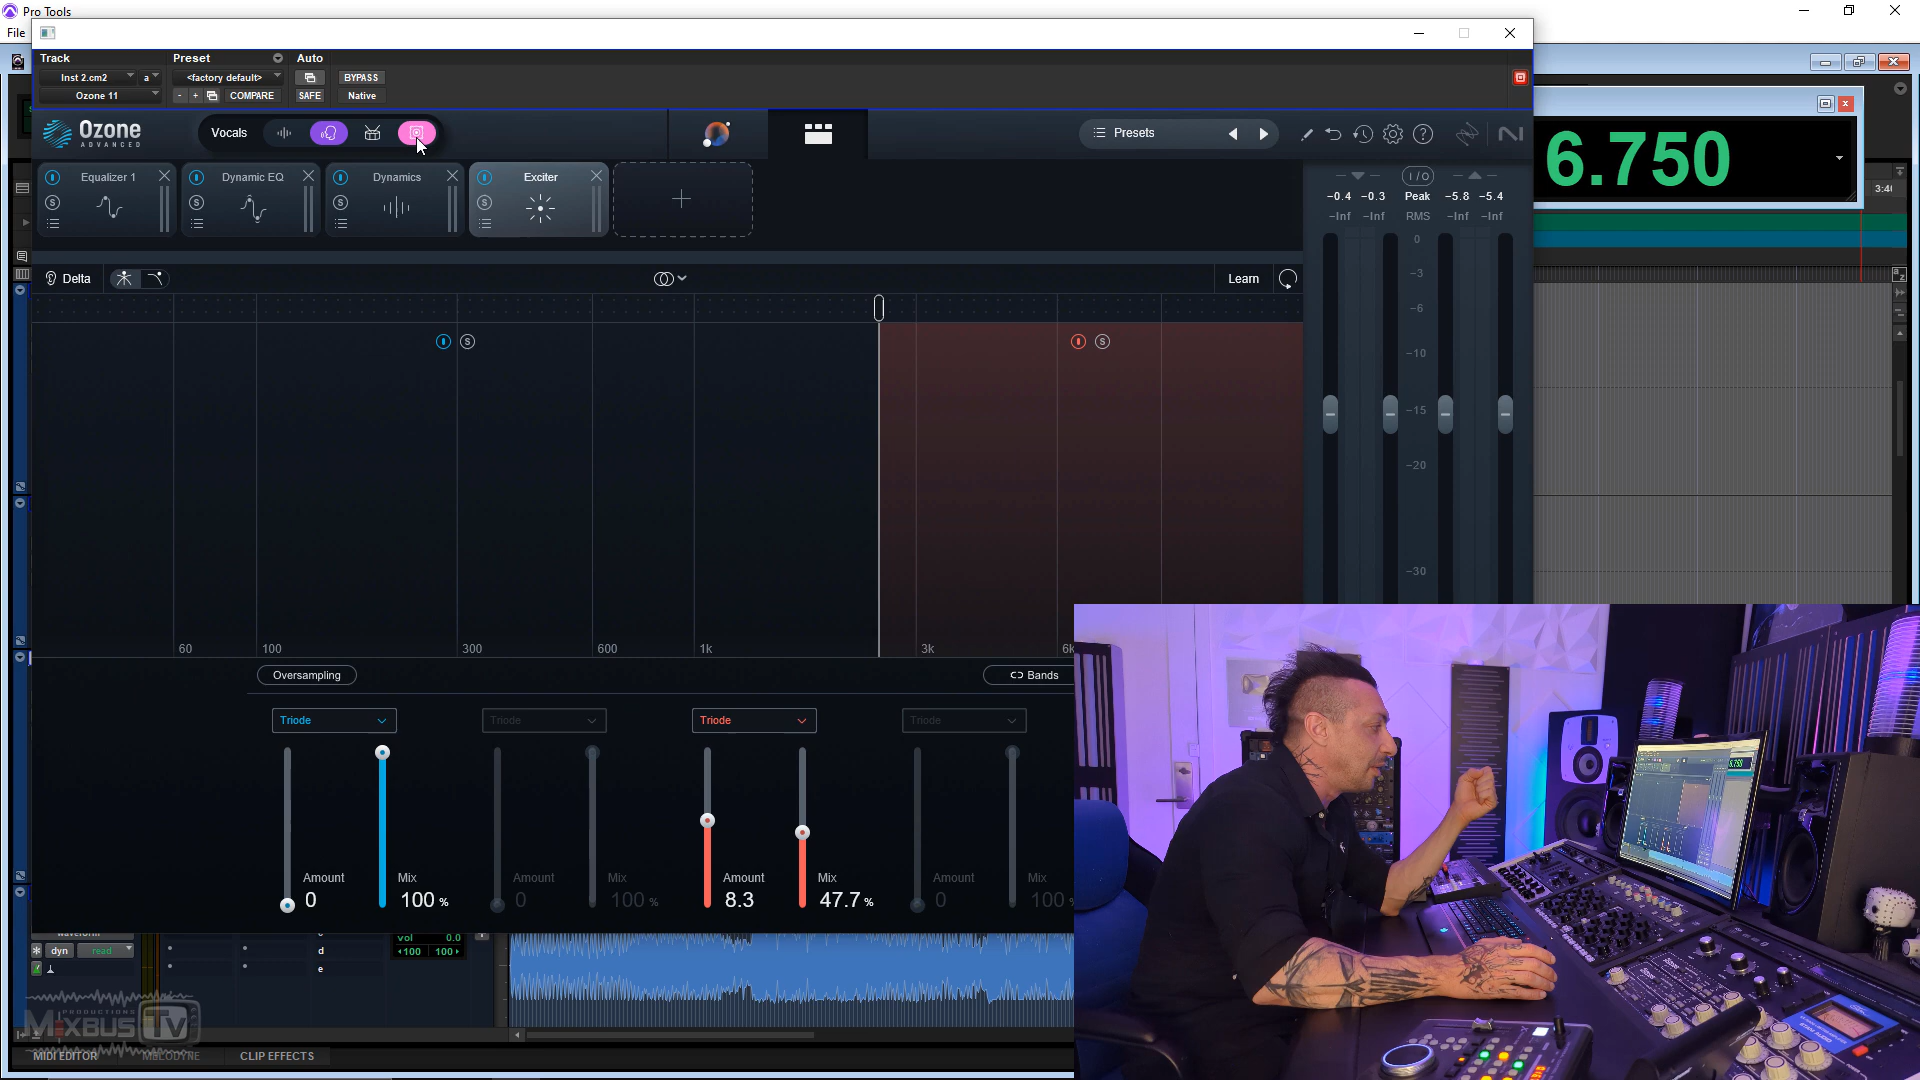 Pro Tools
File
Track Preset Auto
Inst 2.cm2 a <factory default> BYPASS
Ozone 11 - + COMPARE SAFE Native
Ozone
ADVANCED
Vocals
Presets
6.750
Equalizer 1 Dynamic EQ Dynamics Exciter
S S S S
I/O
-0.4 -0.3 Peak -5.8 -5.4
-Inf -Inf RMS -Inf -Inf
0
-3
-6
-10
-15
-20
-30
Delta Learn
S S
60 100 300 600 1k 3k 6k
Oversampling Bands
Triode Triode Triode Triode
Amount Mix Amount Mix Amount Mix Amount Mix
0 100 % 0 100 % 8.3 47.7 % 0 100
vol 0.0
dyn read d
100 100
e
PRODUCTIONS
MIXBUS TV
MIDI EDITOR MELODYNE CLIP EFFECTS